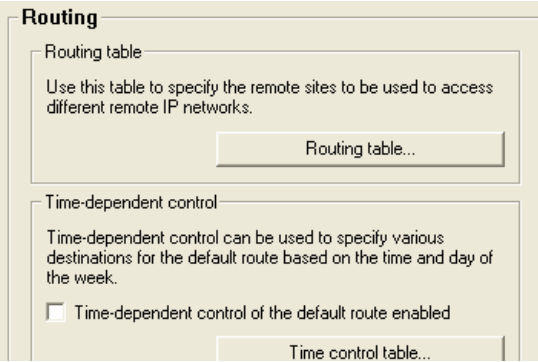 Routing
Routing table
Use this table to specify the remote sites to be used to access
different remote IP networks.
Routing table...
Time-dependent control
Time-dependent control can be used to specify various
destinations for the default route based on the time and day of
the week.
Time-dependent control of the default route enabled
Time control table...